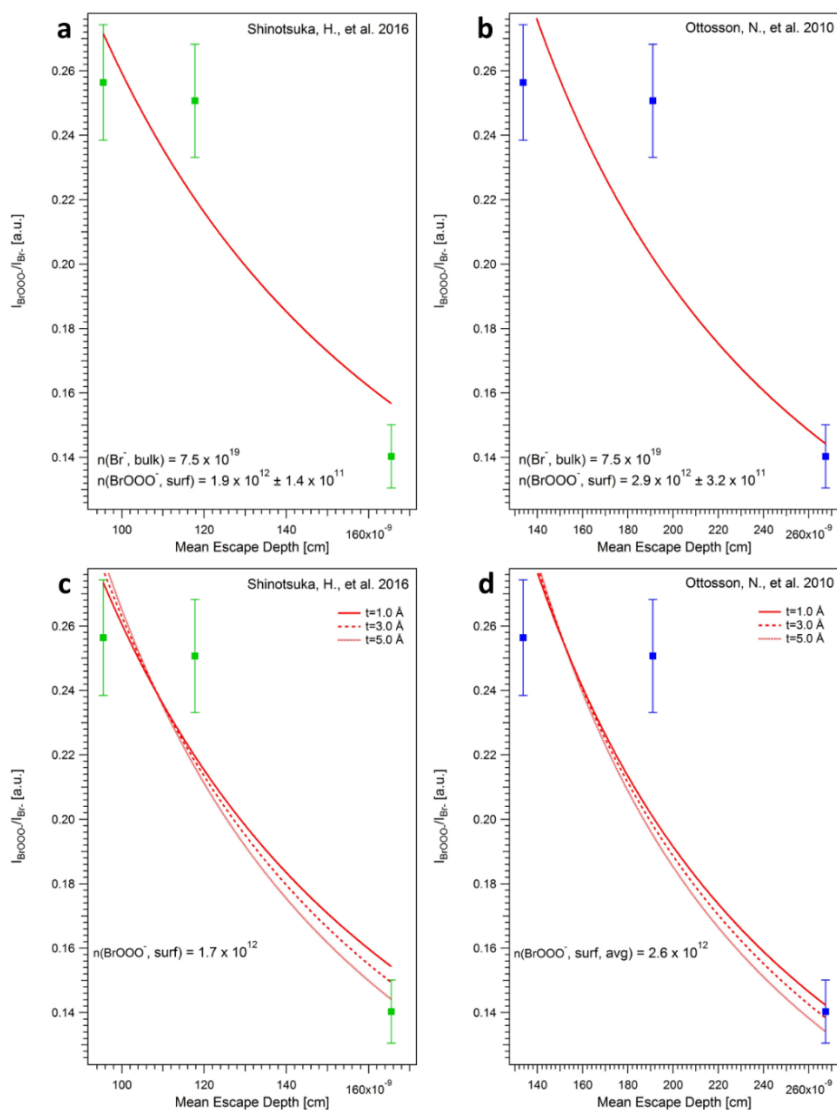 a
Shinotsuka, H., et al. 2016
0.26
0.24
0.22
0.20
0.18
0.16
0.14
I_BrOOO-/I_Br- [a.u.]
n(Br⁻, bulk) = 7.5 x 10¹⁹
n(BrOOO⁻, surf) = 1.9 x 10¹² ± 1.4 x 10¹¹
100 120 140 160x10⁻⁹
Mean Escape Depth [cm]
b
Ottosson, N., et al. 2010
0.26
0.24
0.22
0.20
0.18
0.16
0.14
I_BrOOO-/I_Br- [a.u.]
n(Br⁻, bulk) = 7.5 x 10¹⁹
n(BrOOO⁻, surf) = 2.9 x 10¹² ± 3.2 x 10¹¹
140 160 180 200 220 240 260x10⁻⁹
Mean Escape Depth [cm]
c
Shinotsuka, H., et al. 2016
t=1.0 Å
t=3.0 Å
t=5.0 Å
0.26
0.24
0.22
0.20
0.18
0.16
0.14
I_BrOOO-/I_Br- [a.u.]
n(BrOOO⁻, surf) = 1.7 x 10¹²
100 120 140 160x10⁻⁹
Mean Escape Depth [cm]
d
Ottosson, N., et al. 2010
t=1.0 Å
t=3.0 Å
t=5.0 Å
0.26
0.24
0.22
0.20
0.18
0.16
0.14
I_BrOOO-/I_Br- [a.u.]
n(BrOOO⁻, surf, avg) = 2.6 x 10¹²
140 160 180 200 220 240 260x10⁻⁹
Mean Escape Depth [cm]